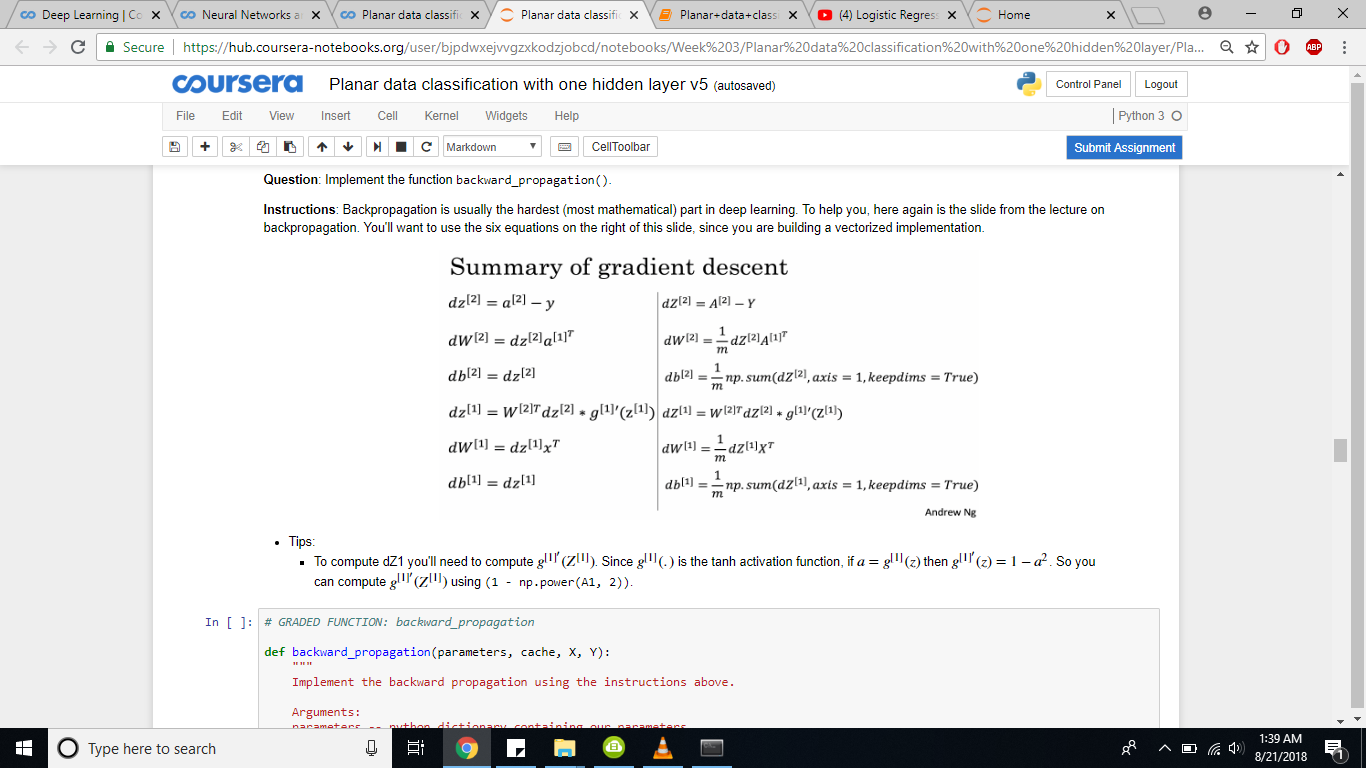 Deep Learning | Co
Neural Networks a
Planar data classifi
Planar data classifi
Planar+data+class
(4) Logistic Regres
Home
Secure | https://hub.coursera-notebooks.org/user/bjpdwxejvvgzxkodzjobcd/notebooks/Week%203/Planar%20data%20classification%20with%20one%20hidden%20layer/Pla...
ABP
coursera Planar data classification with one hidden layer v5 (autosaved)
Control Panel Logout
File Edit View Insert Cell Kernel Widgets Help
Python 3
Markdown CellToolbar
Submit Assignment
Question: Implement the function backward_propagation().
Instructions: Backpropagation is usually the hardest (most mathematical) part in deep learning. To help you, here again is the slide from the lecture on
backpropagation. You'll want to use the six equations on the right of this slide, since you are building a vectorized implementation.
Summary of gradient descent
dz^[2] = a^[2] − y
dZ^[2] = A^[2] − Y
dW^[2] = dz^[2]a^[1]^T
dW^[2] = 1/m dZ^[2]A^[1]^T
db^[2] = dz^[2]
db^[2] = 1/m np.sum(dZ^[2], axis = 1, keepdims = True)
dz^[1] = W^[2]T dz^[2] * g^[1]′(z^[1])
dZ^[1] = W^[2]T dZ^[2] * g^[1]′(Z^[1])
dW^[1] = dz^[1]x^T
dW^[1] = 1/m dZ^[1]X^T
db^[1] = dz^[1]
db^[1] = 1/m np.sum(dZ^[1], axis = 1, keepdims = True)
Andrew Ng
• Tips:
▪ To compute dZ1 you'll need to compute g^[1]′(Z^[1]). Since g^[1](.) is the tanh activation function, if a = g^[1](z) then g^[1]′(z) = 1 − a². So you
can compute g^[1]′(Z^[1]) using (1 - np.power(A1, 2)).
In [ ]: # GRADED FUNCTION: backward_propagation
def backward_propagation(parameters, cache, X, Y):
"""
Implement the backward propagation using the instructions above.
Arguments:
parameters -- python dictionary containing our parameters
Type here to search
1:39 AM
8/21/2018
1